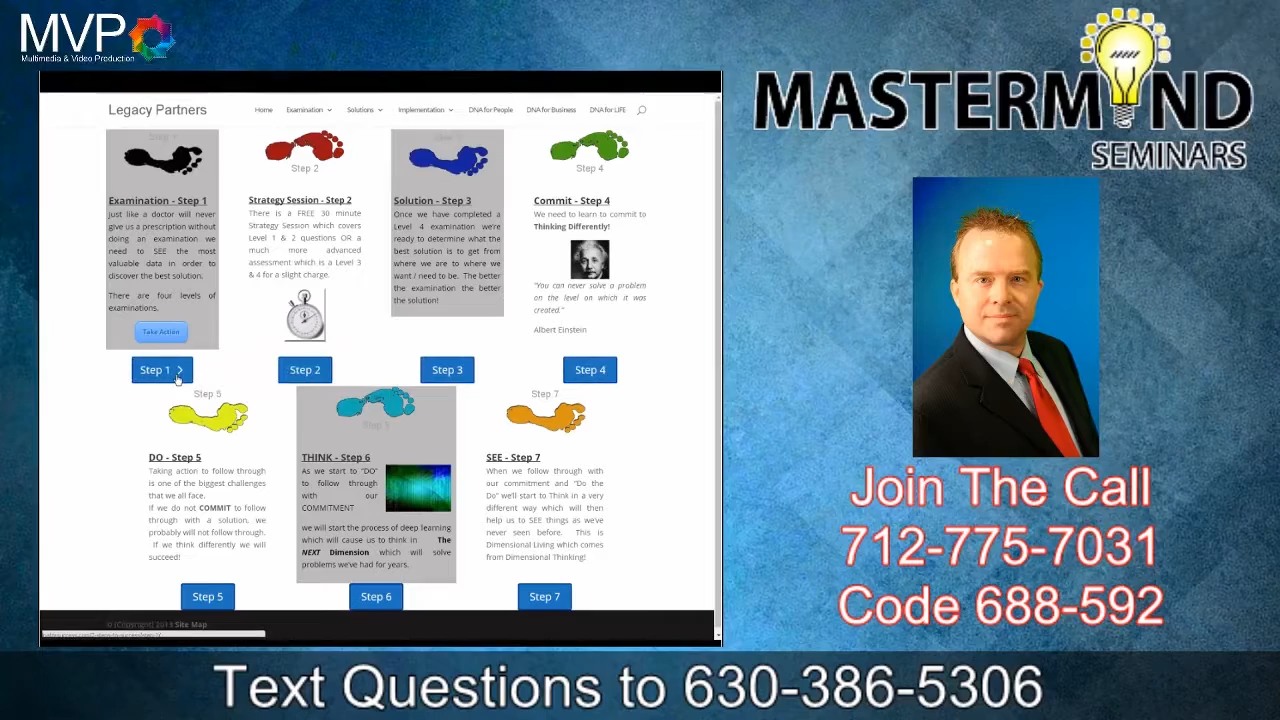 MVP
Multimedia & Video Production
MASTERMIND
SEMINARS
Legacy Partners
Home Examination Solutions Implementation DNA for People DNA for Business DNA for LIFE
Step 1
Step 2
Step 3
Step 4
Examination - Step 1
Just like a doctor will never
give us a prescription without
doing an examination we
need to SEE the most
valuable data in order to
discover the best solution.
There are four levels of
examinations.
Take Action
Step 1
Strategy Session - Step 2
There is a FREE 30 minute
Strategy Session which covers
Level 1 & 2 questions OR a
much more advanced
assessment which is a Level 3
& 4 for a slight charge.
Step 2
Solution - Step 3
Once we have completed a
Level 4 examination we're
ready to determine what the
best solution is to get from
where we are to where we
want / need to be. The better
the examination the better
the solution!
Step 3
Commit - Step 4
We need to learn to commit to
Thinking Differently!
"You can never solve a problem
on the level on which it was
created."
Albert Einstein
Step 4
Step 5
DO - Step 5
Taking action to follow through
is one of the biggest challenges
that we all face.
If we do not COMMIT to follow
through with a solution, we
probably will not follow through.
If we think differently we will
succeed!
Step 5
THINK - Step 6
As we start to "DO"
to follow through
with our
COMMITMENT
we will start the process of deep learning
which will cause us to think in The
NEXT Dimension which will solve
problems we've had for years.
Step 6
Step 7
SEE - Step 7
When we follow through with
our commitment and "Do the
Do" we'll start to Think in a very
different way which will then
help us to SEE things as we've
never seen before. This is
Dimensional Living which comes
from Dimensional Thinking!
Step 7
Site Map
Join The Call
712-775-7031
Code 688-592
Text Questions to 630-386-5306